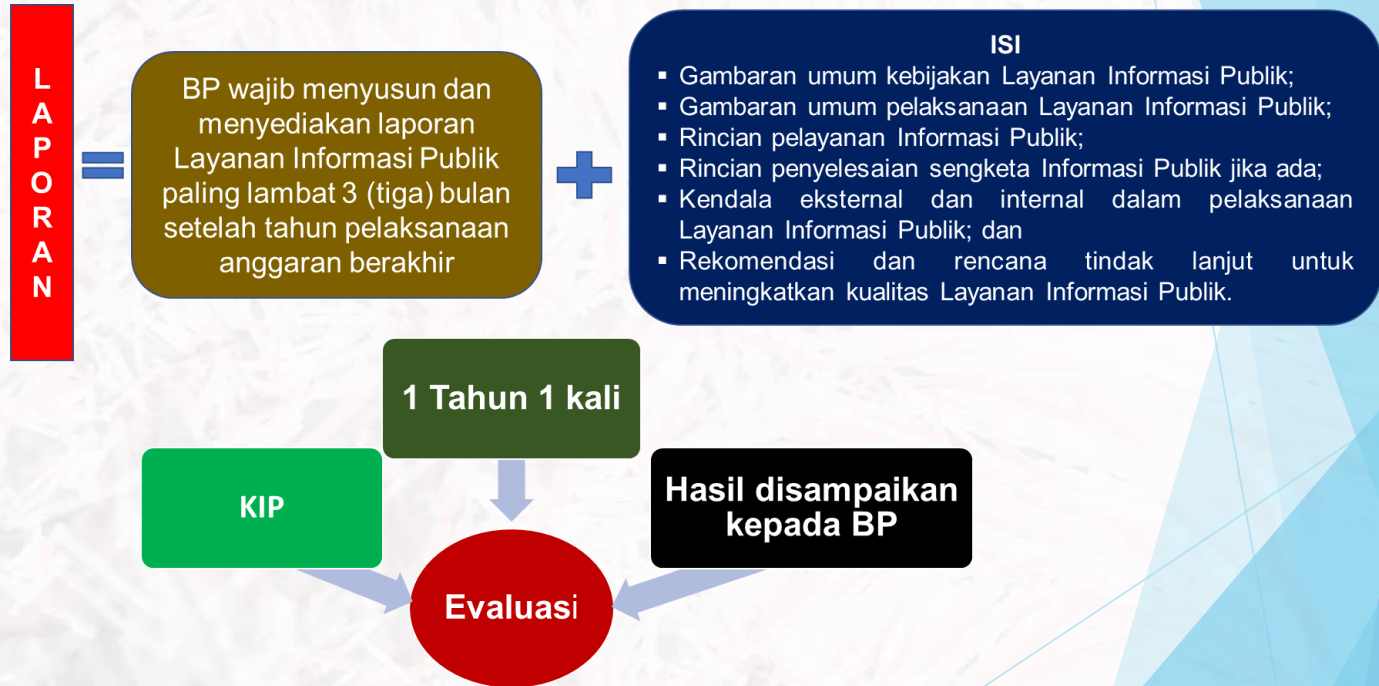 L
A
P
O
R
A
N
BP wajib menyusun dan
menyediakan laporan
Layanan Informasi Publik
paling lambat 3 (tiga) bulan
setelah tahun pelaksanaan
anggaran berakhir
ISI
▪ Gambaran umum kebijakan Layanan Informasi Publik;
▪ Gambaran umum pelaksanaan Layanan Informasi Publik;
▪ Rincian pelayanan Informasi Publik;
▪ Rincian penyelesaian sengketa Informasi Publik jika ada;
▪ Kendala eksternal dan internal dalam pelaksanaan
Layanan Informasi Publik; dan
▪ Rekomendasi dan rencana tindak lanjut untuk
meningkatkan kualitas Layanan Informasi Publik.
1 Tahun 1 kali
KIP
Hasil disampaikan
kepada BP
Evaluasi